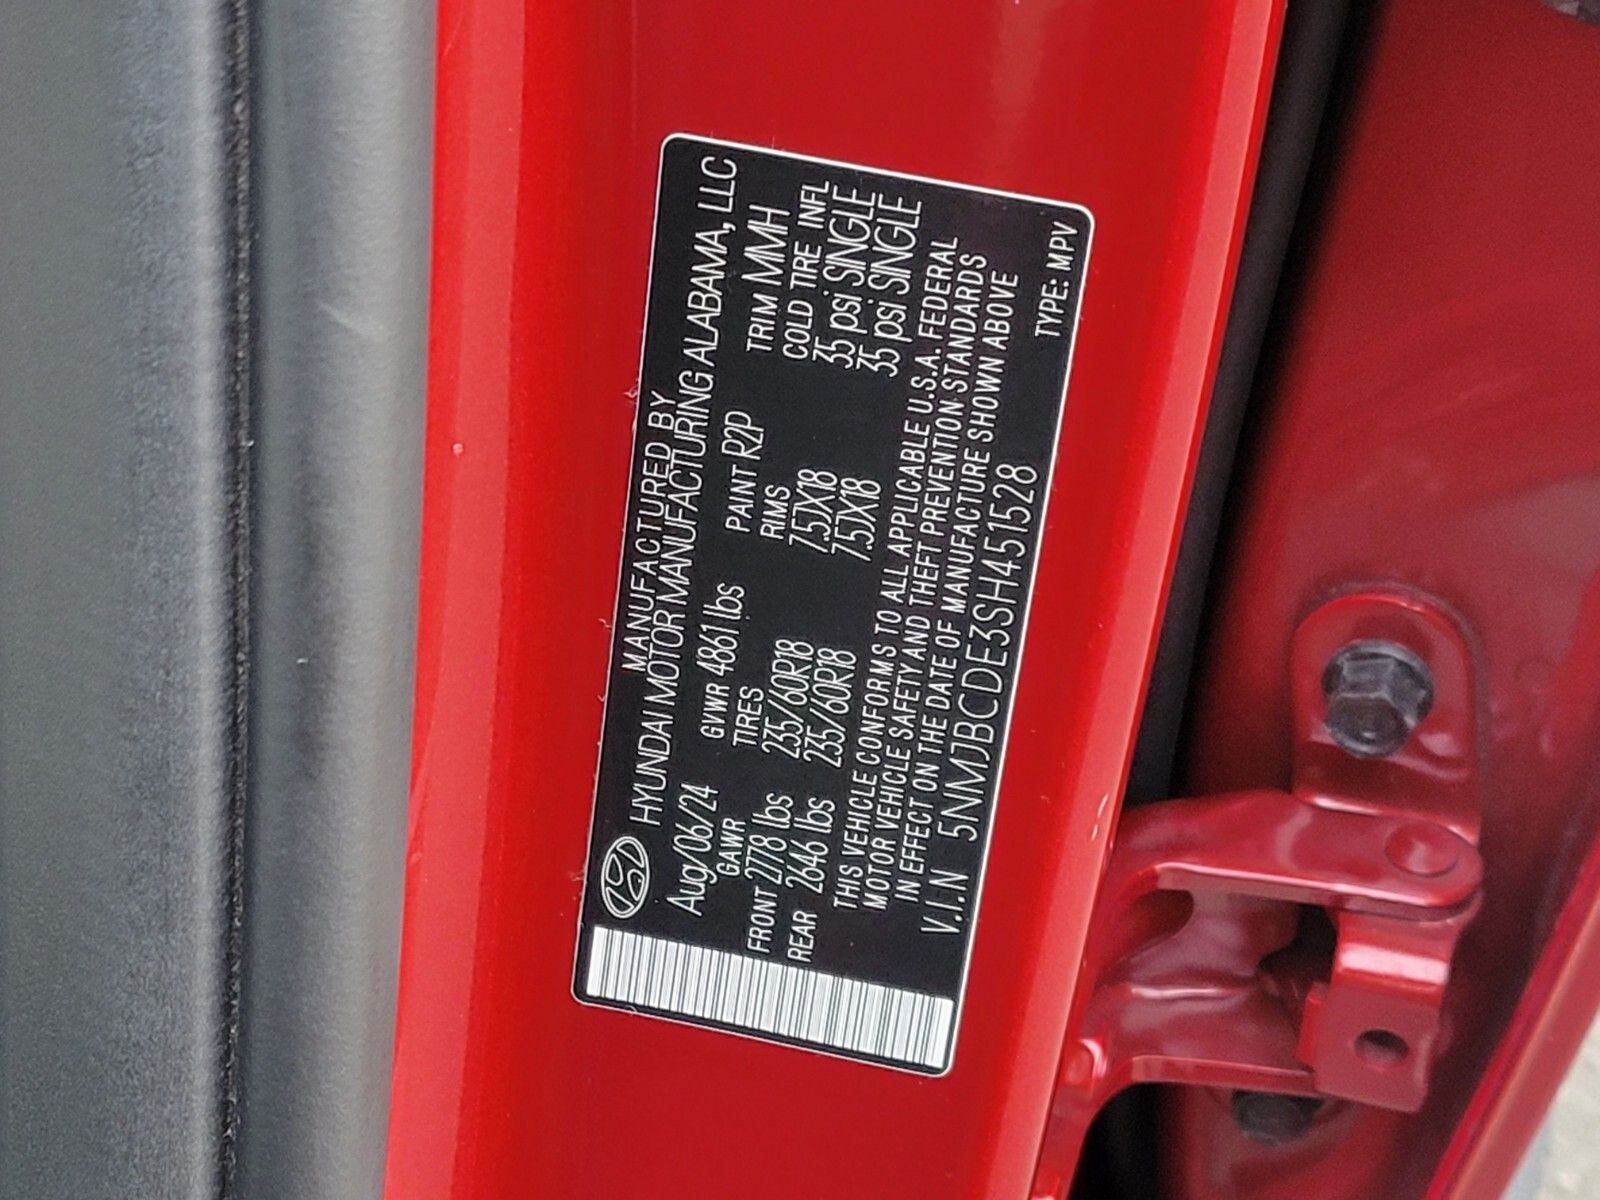 MANUFACTURED BY
HYUNDAI MOTOR MANUFACTURING ALABAMA, LLC
Aug/06/24 GVWR 4861 lbs PAINT R2P TRIM MMH
GAWR TIRES RIMS COLD TIRE INFL
FRONT 2778 lbs 235/60R18 7.5JX18 35 psi SINGLE
REAR 2646 lbs 235/60R18 7.5JX18 35 psi SINGLE
THIS VEHICLE CONFORMS TO ALL APPLICABLE U.S.A. FEDERAL
MOTOR VEHICLE SAFETY AND THEFT PREVENTION STANDARDS
IN EFFECT ON THE DATE OF MANUFACTURE SHOWN ABOVE
V.I.N 5NMJBCDE3SH451528 TYPE: MPV